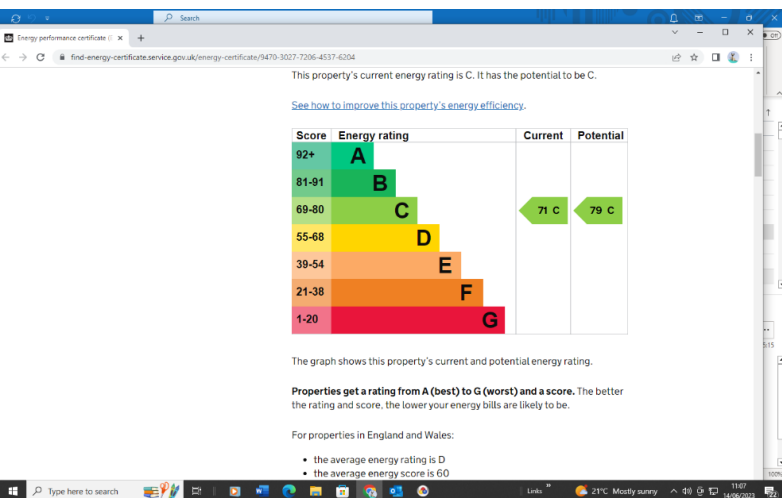 Search
Energy performance certificate (E
find-energy-certificate.service.gov.uk/energy-certificate/9470-3027-7206-4537-6204
This property's current energy rating is C. It has the potential to be C.
See how to improve this property's energy efficiency.
Score Energy rating Current Potential
92+ A
81-91 B
69-80 C 71 C 79 C
55-68 D
39-54 E
21-38 F
1-20 G
The graph shows this property's current and potential energy rating.
Properties get a rating from A (best) to G (worst) and a score. The better
the rating and score, the lower your energy bills are likely to be.
For properties in England and Wales:
• the average energy rating is D
• the average energy score is 60
Type here to search Links 21°C Mostly sunny 11:07
14/06/2023
100%